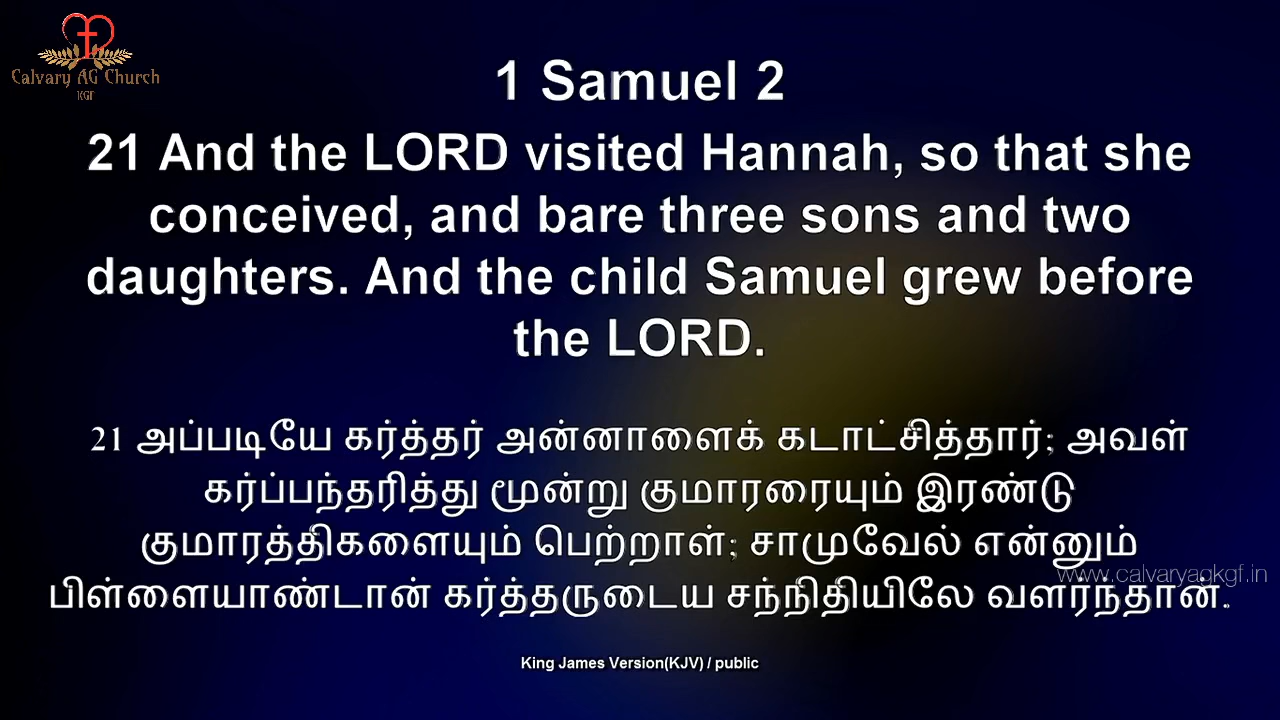 Calvary AG Church
KGF
1 Samuel 2
21 And the LORD visited Hannah, so that she
conceived, and bare three sons and two
daughters. And the child Samuel grew before
the LORD.
21 அப்படியே கர்த்தர் அன்னாளைக் கடாட்சித்தார்; அவள்
கர்ப்பந்தரித்து மூன்று குமாரரையும் இரண்டு
குமாரத்திகளையும் பெற்றாள்; சாமுவேல் என்னும்
www.calvaryagkgf.in
பிள்ளையாண்டான் கர்த்தருடைய சந்நிதியிலே வளர்ந்தான்.
King James Version(KJV) / public